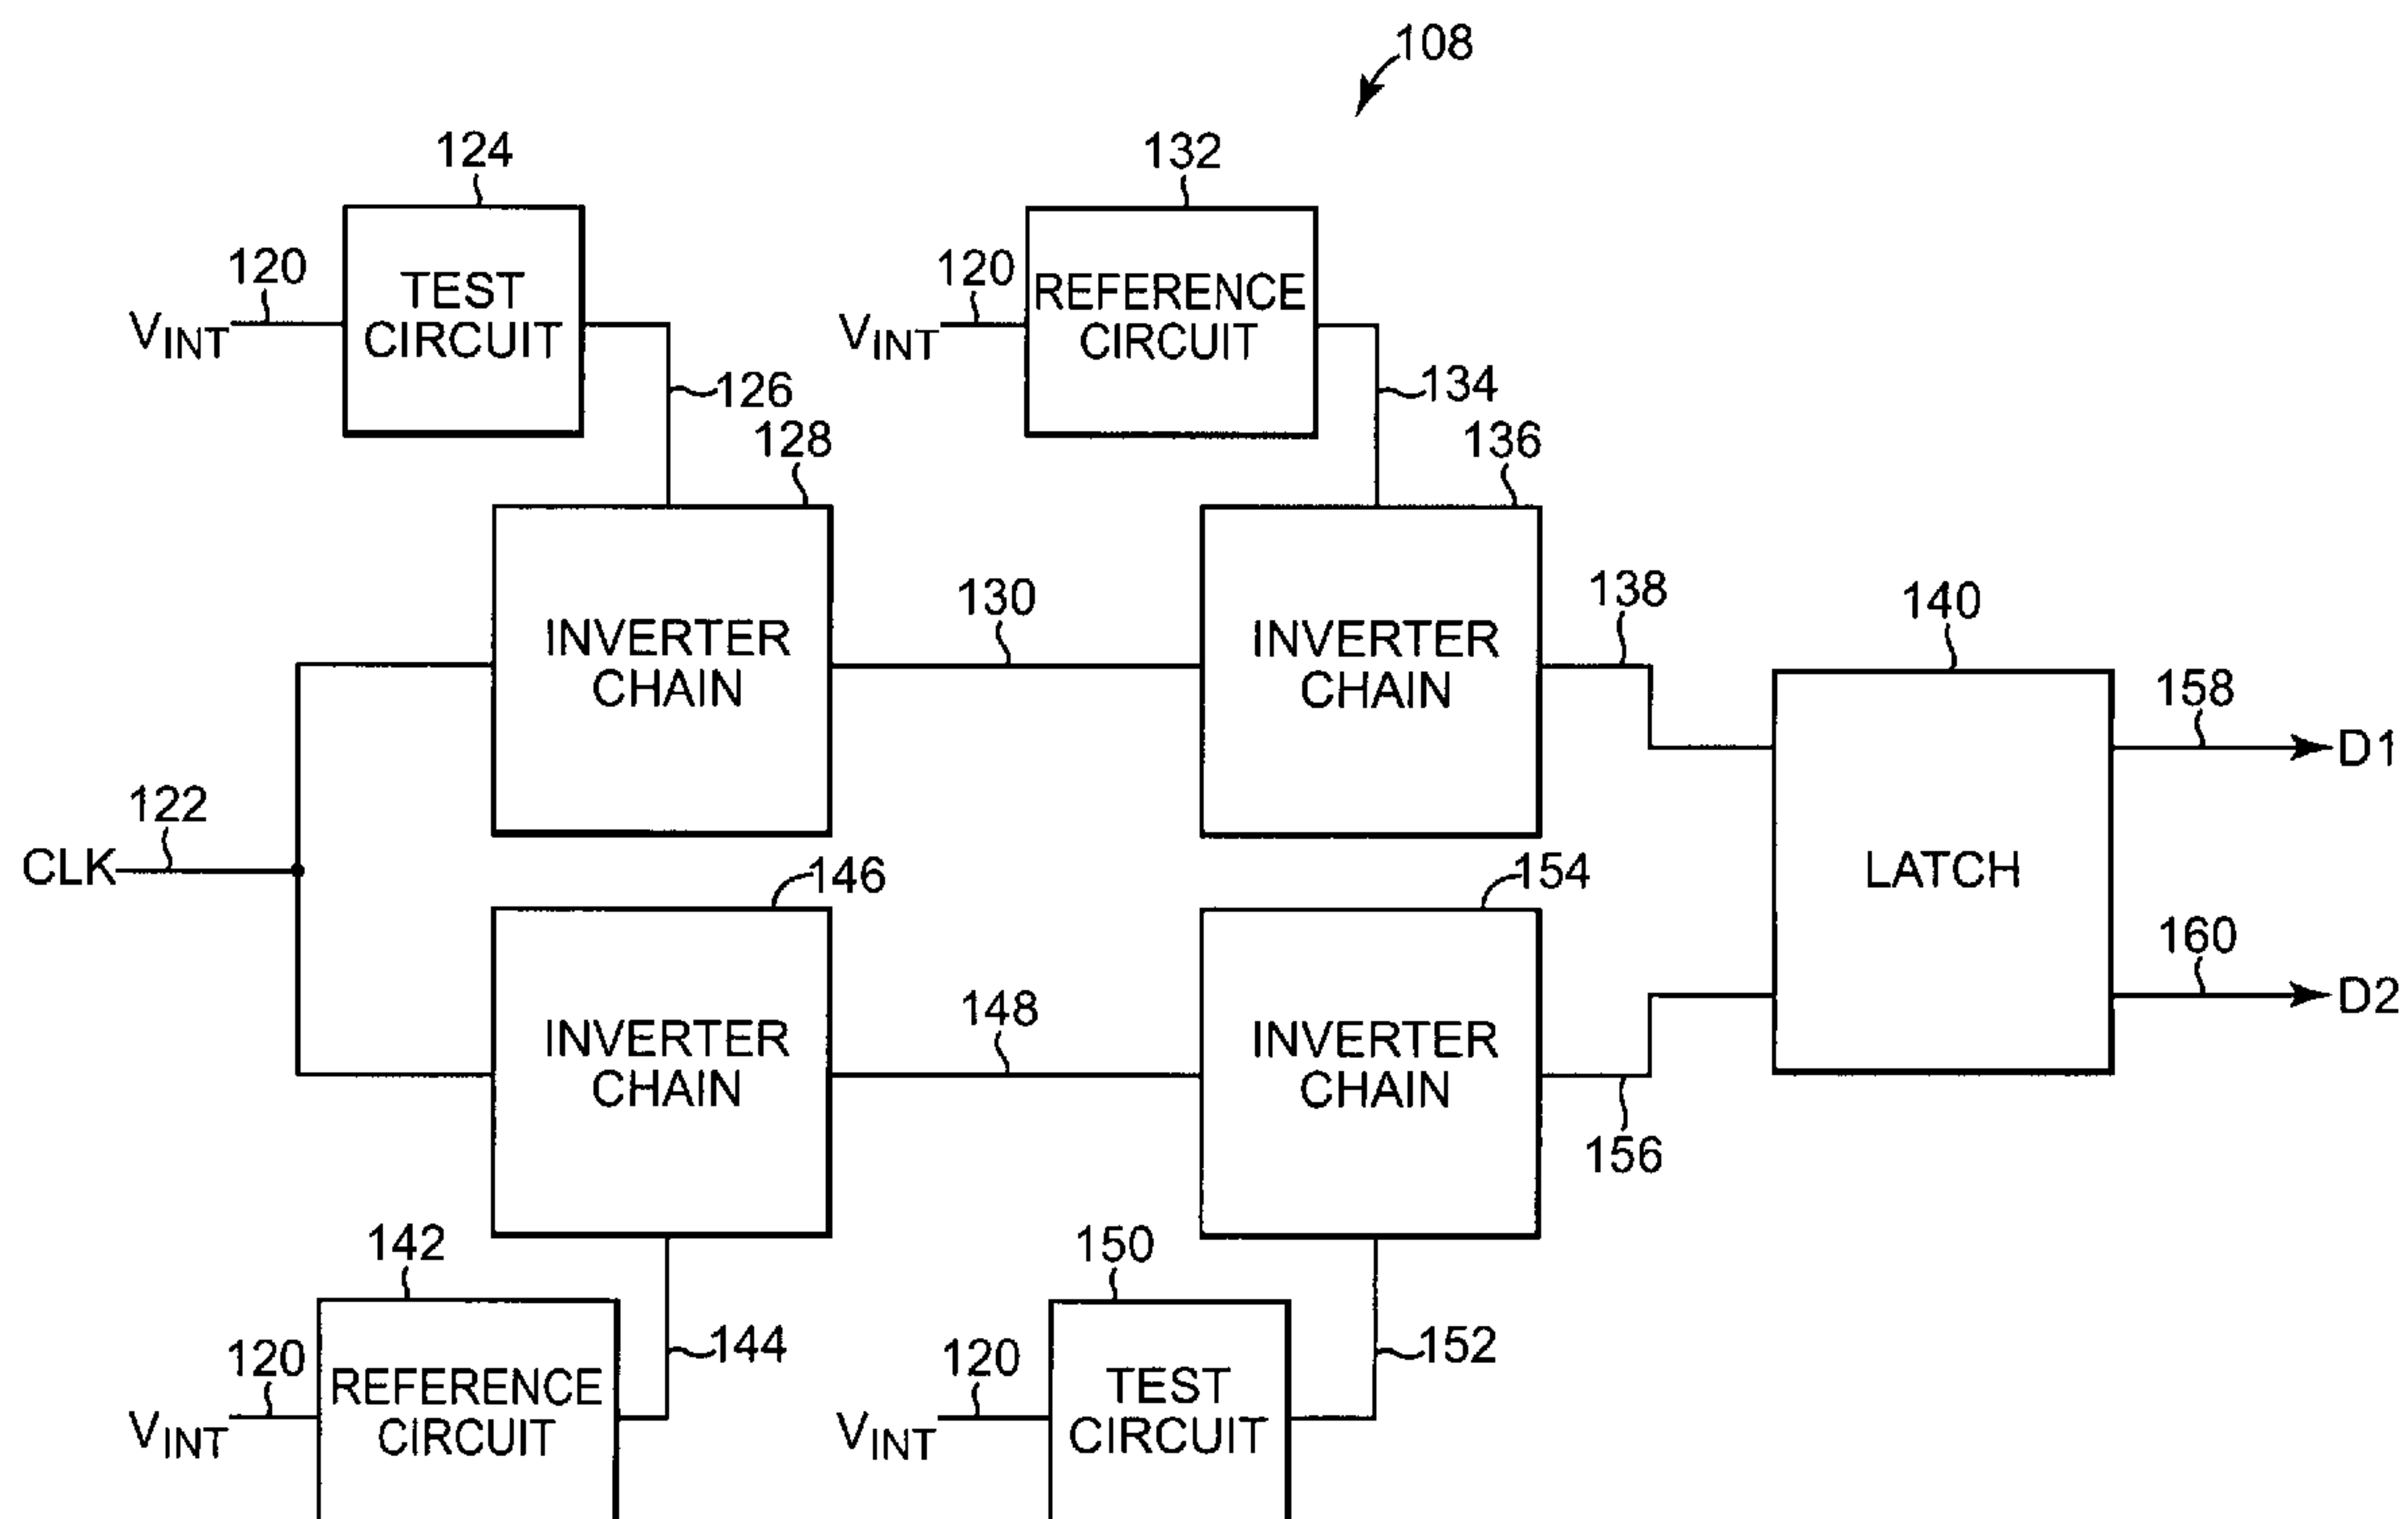 108
124
132
120
TEST
CIRCUIT
VINT
126
120
REFERENCE
CIRCUIT
VINT
134
128
136
INVERTER
CHAIN
130
INVERTER
CHAIN
138
140
158
D1
CLK
122
LATCH
146
154
160
D2
INVERTER
CHAIN
148
INVERTER
CHAIN
156
142
150
144
152
120
REFERENCE
CIRCUIT
VINT
120
TEST
CIRCUIT
VINT